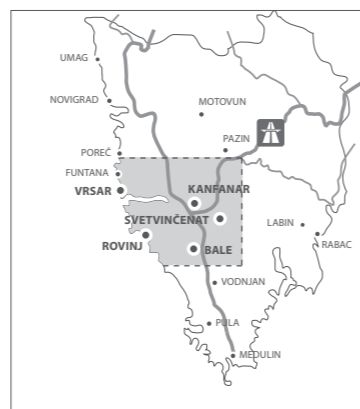 UMAG
NOVIGRAD
MOTOVUN
PAZIN
POREČ
FUNTANA
VRSAR
KANFANAR
SVETVINČENAT
LABIN
RABAC
ROVINJ
BALE
VODNJAN
PULA
MEDULIN